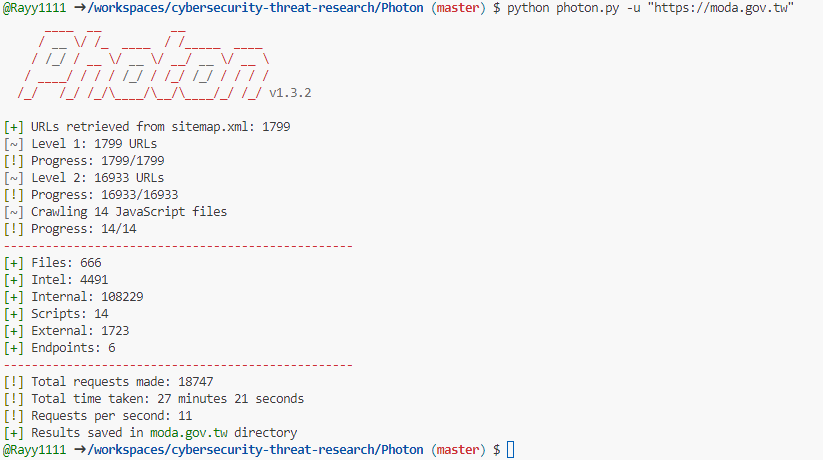 @Rayy1111 ➜/workspaces/cybersecurity-threat-research/Photon (master) $ python photon.py -u "https://moda.gov.tw"
Photon
v1.3.2
[+] URLs retrieved from sitemap.xml: 1799
[~] Level 1: 1799 URLs
[!] Progress: 1799/1799
[~] Level 2: 16933 URLs
[!] Progress: 16933/16933
[~] Crawling 14 JavaScript files
[!] Progress: 14/14
--------------------------------------------------
[+] Files: 666
[+] Intel: 4491
[+] Internal: 108229
[+] Scripts: 14
[+] External: 1723
[+] Endpoints: 6
--------------------------------------------------
[!] Total requests made: 18747
[!] Total time taken: 27 minutes 21 seconds
[!] Requests per second: 11
[+] Results saved in moda.gov.tw directory
@Rayy1111 ➜/workspaces/cybersecurity-threat-research/Photon (master) $